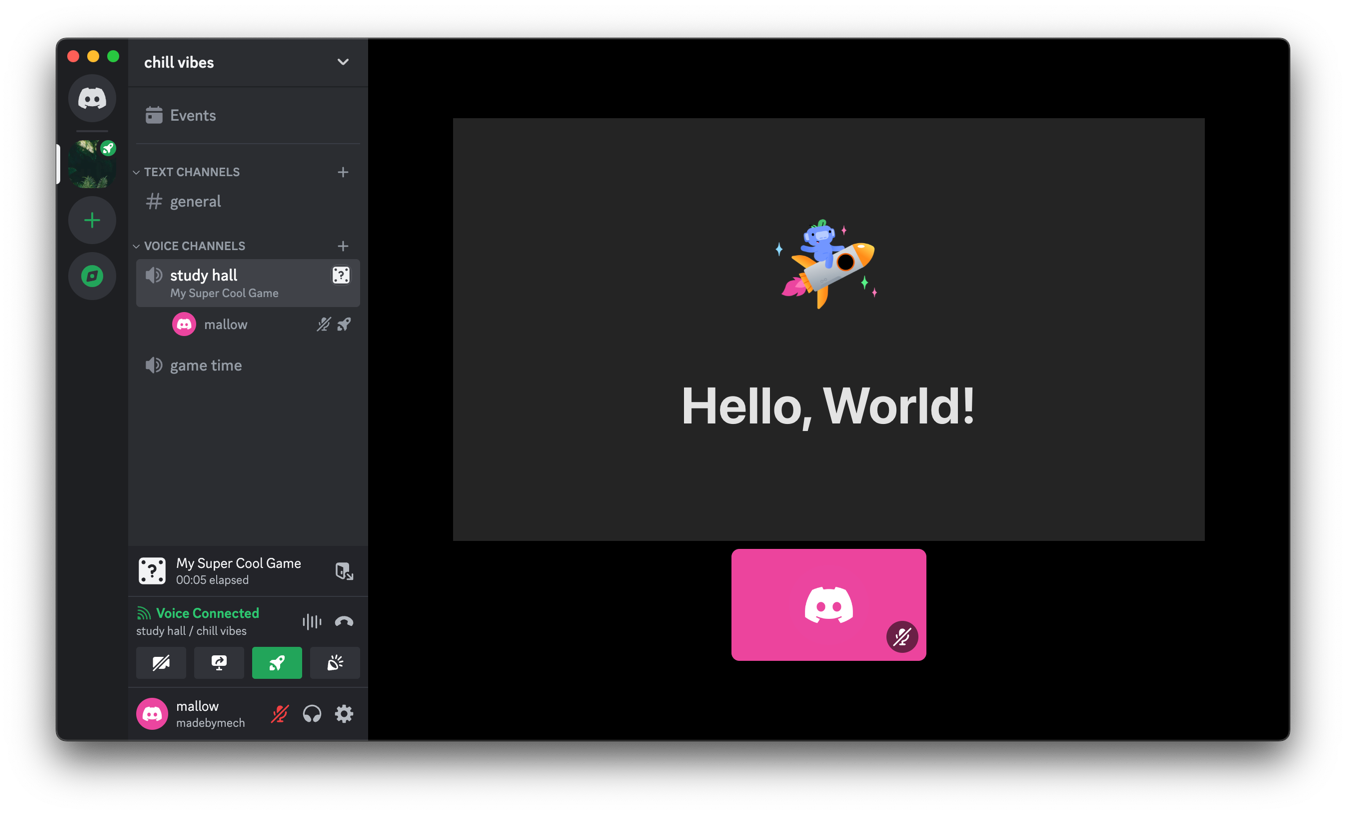 chill vibes
Events
TEXT CHANNELS
general
VOICE CHANNELS
study hall
My Super Cool Game
mallow
game time
My Super Cool Game
00:05 elapsed
Voice Connected
study hall / chill vibes
mallow
madebymech
Hello, World!